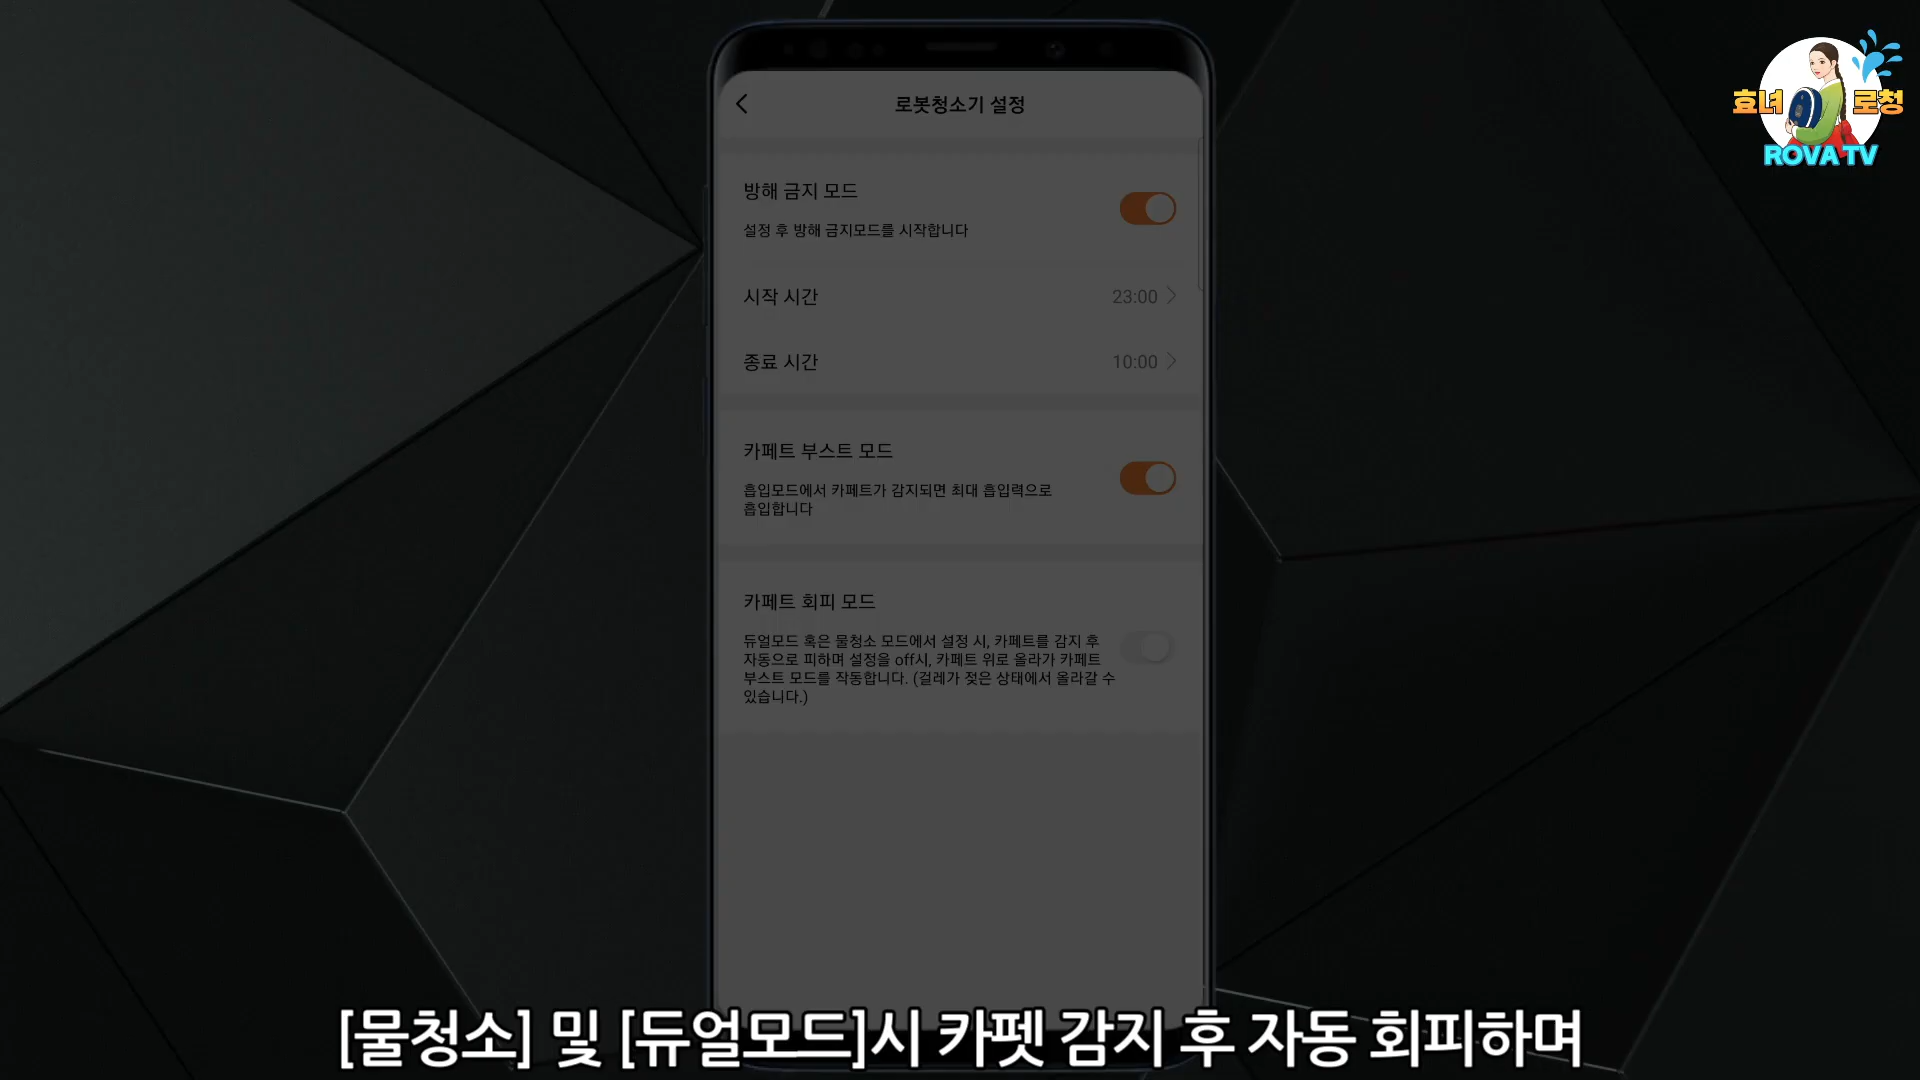 로봇청소기 설정
방해 금지 모드
설정 후 방해 금지모드를 시작합니다
시작 시간
23:00
종료 시간
10:00
카페트 부스트 모드
흡입모드에서 카페트가 감지되면 최대 흡입력으로
흡입합니다
카페트 회피 모드
듀얼모드 혹은 물청소 모드에서 설정 시, 카페트를 감지 후
자동으로 피하며 설정을 off시, 카페트 위로 올라가 카페트
부스트 모드를 작동합니다. (걸레가 젖은 상태에서 올라갈 수
있습니다.)
효녀 로청
ROVA TV
[물청소] 및 [듀얼모드]시 카펫 감지 후 자동 회피하며